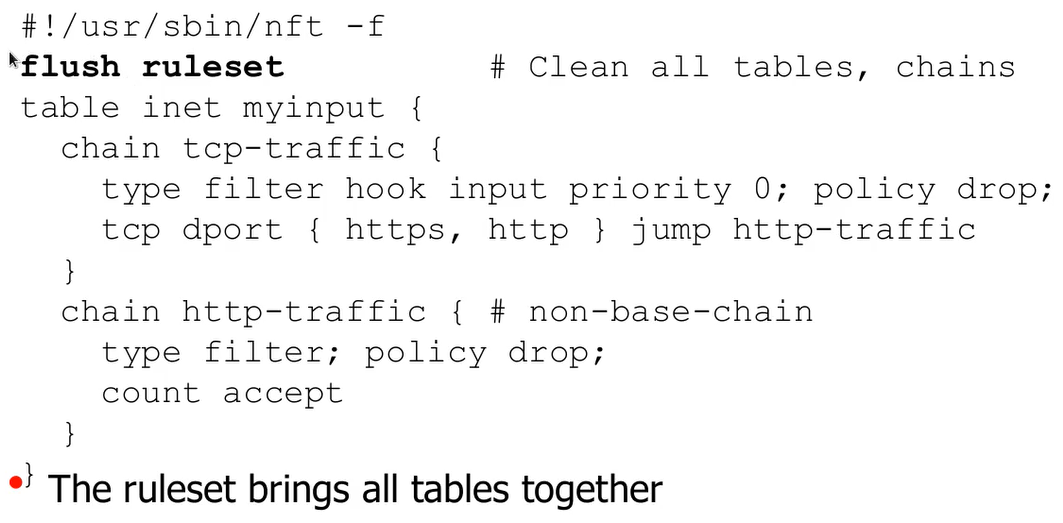 #!/usr/sbin/nft -f
flush ruleset # Clean all tables, chains
table inet myinput {
chain tcp-traffic {
type filter hook input priority 0; policy drop;
tcp dport { https, http } jump http-traffic
}
chain http-traffic { # non-base-chain
type filter; policy drop;
count accept
}
}
The ruleset brings all tables together